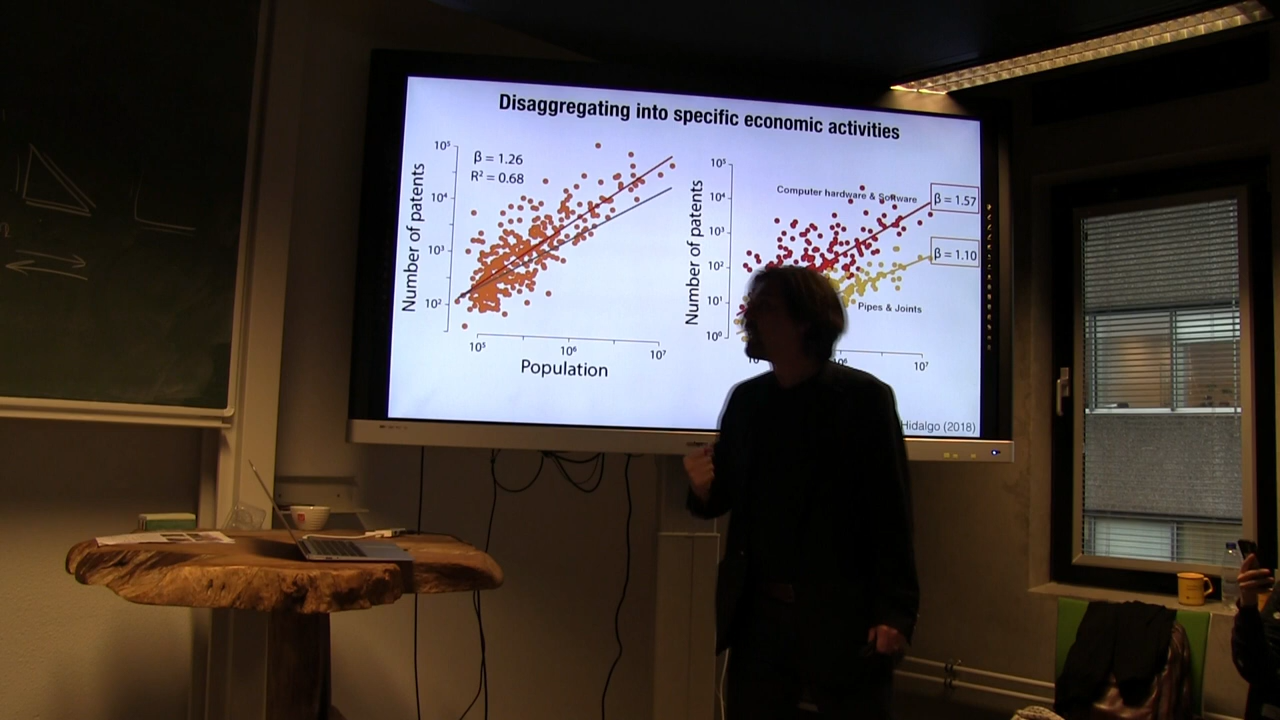 Disaggregating into specific economic activities
β = 1.26
R² = 0.68
Number of patents
10⁵
10⁴
10³
10²
10⁵
10⁶
10⁷
Population
Number of patents
10⁵
10⁴
10³
10²
10¹
10⁰
Computer hardware & Software
β = 1.57
β = 1.10
Pipes & Joints
10⁷
Hidalgo (2018)